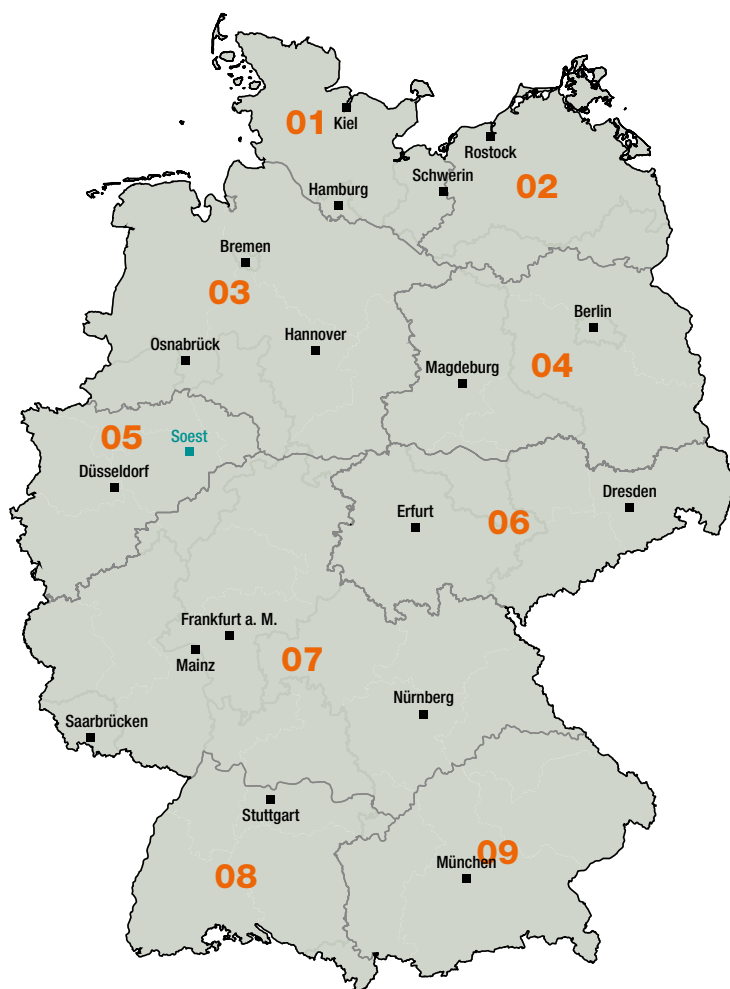 01
Kiel
Rostock
Schwerin
02
Hamburg
Bremen
03
Berlin
Osnabrück
Hannover
Magdeburg
04
05
Soest
Düsseldorf
Dresden
Erfurt
06
Frankfurt a. M.
Mainz
07
Nürnberg
Saarbrücken
Stuttgart
08
09
München